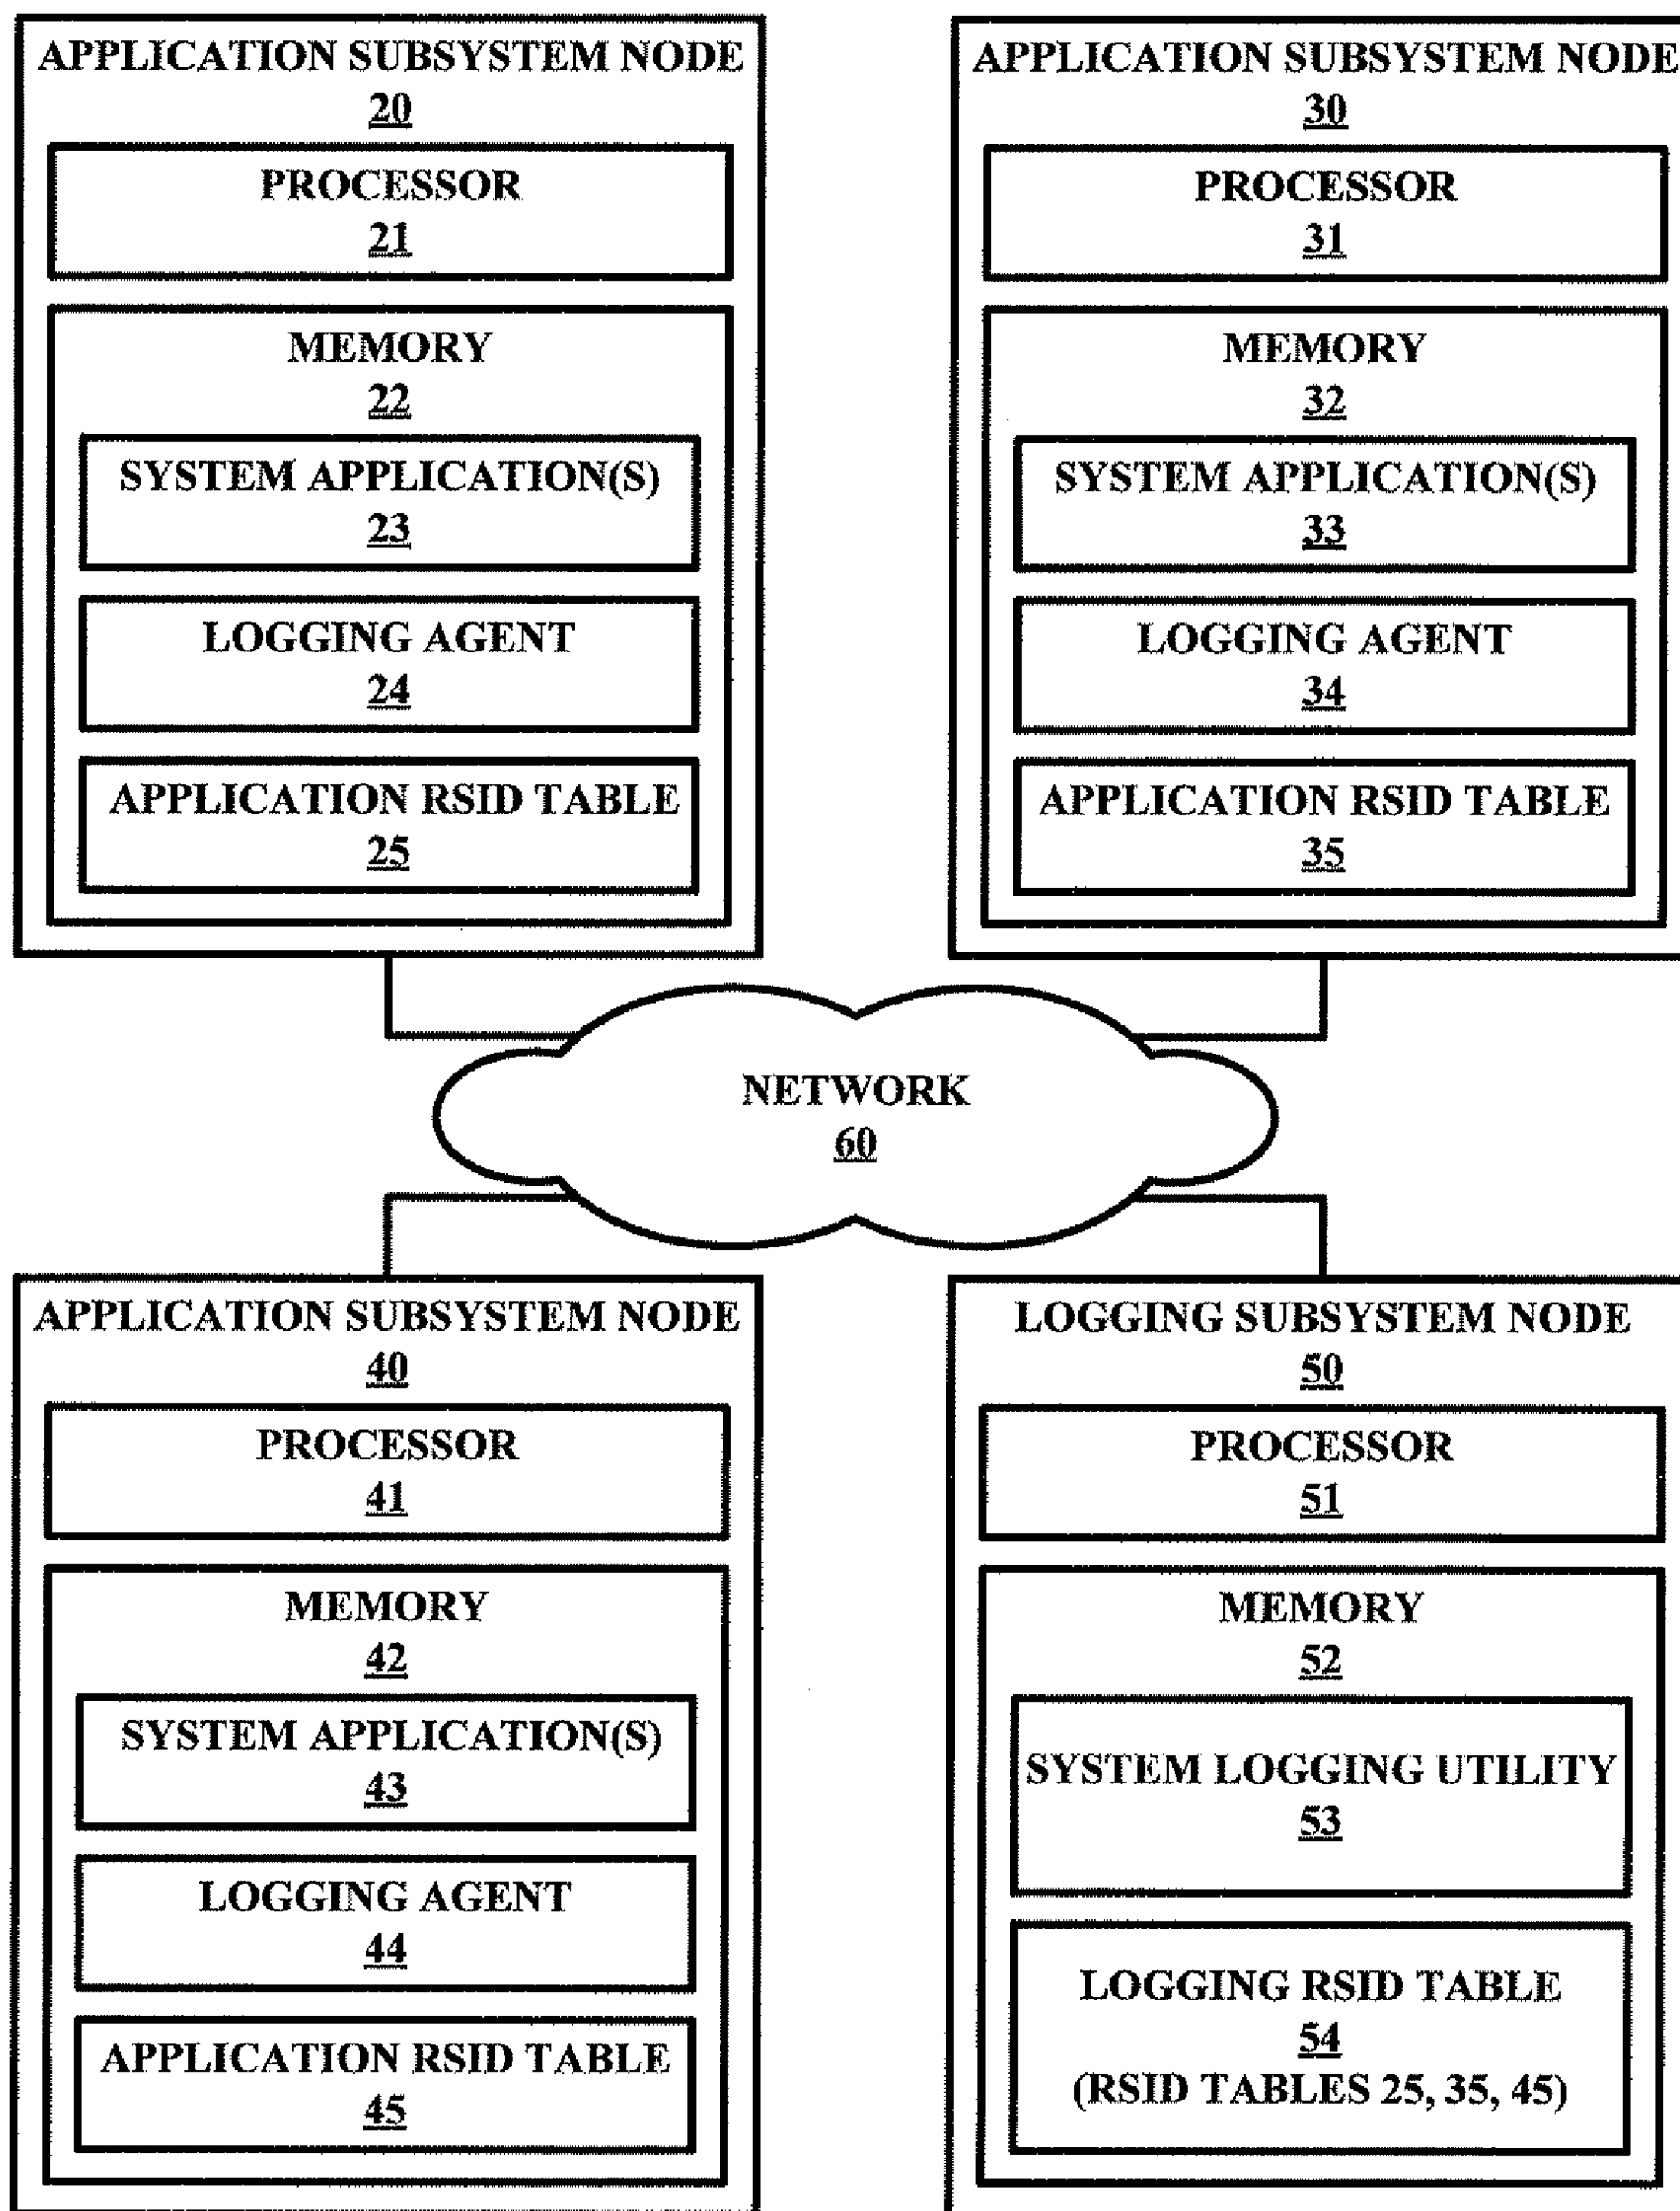 APPLICATION SUBSYSTEM NODE
20
PROCESSOR
21
MEMORY
22
SYSTEM APPLICATION(S)
23
LOGGING AGENT
24
APPLICATION RSID TABLE
25
APPLICATION SUBSYSTEM NODE
30
PROCESSOR
31
MEMORY
32
SYSTEM APPLICATION(S)
33
LOGGING AGENT
34
APPLICATION RSID TABLE
35
NETWORK
60
APPLICATION SUBSYSTEM NODE
40
PROCESSOR
41
MEMORY
42
SYSTEM APPLICATION(S)
43
LOGGING AGENT
44
APPLICATION RSID TABLE
45
LOGGING SUBSYSTEM NODE
50
PROCESSOR
51
MEMORY
52
SYSTEM LOGGING UTILITY
53
LOGGING RSID TABLE
54
(RSID TABLES 25, 35, 45)